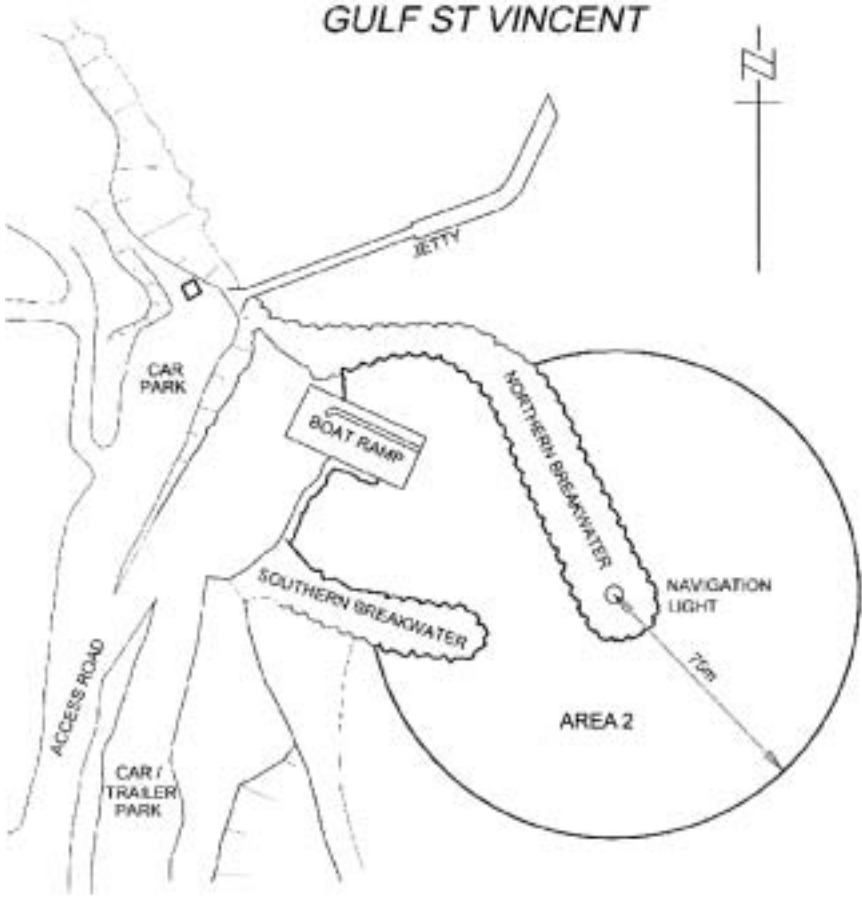 GULF ST VINCENT
N
JETTY
CAR
PARK
BOAT RAMP
NORTHERN BREAKWATER
SOUTHERN BREAKWATER
NAVIGATION
LIGHT
75m
AREA 2
ACCESS ROAD
CAR /
TRAILER
PARK